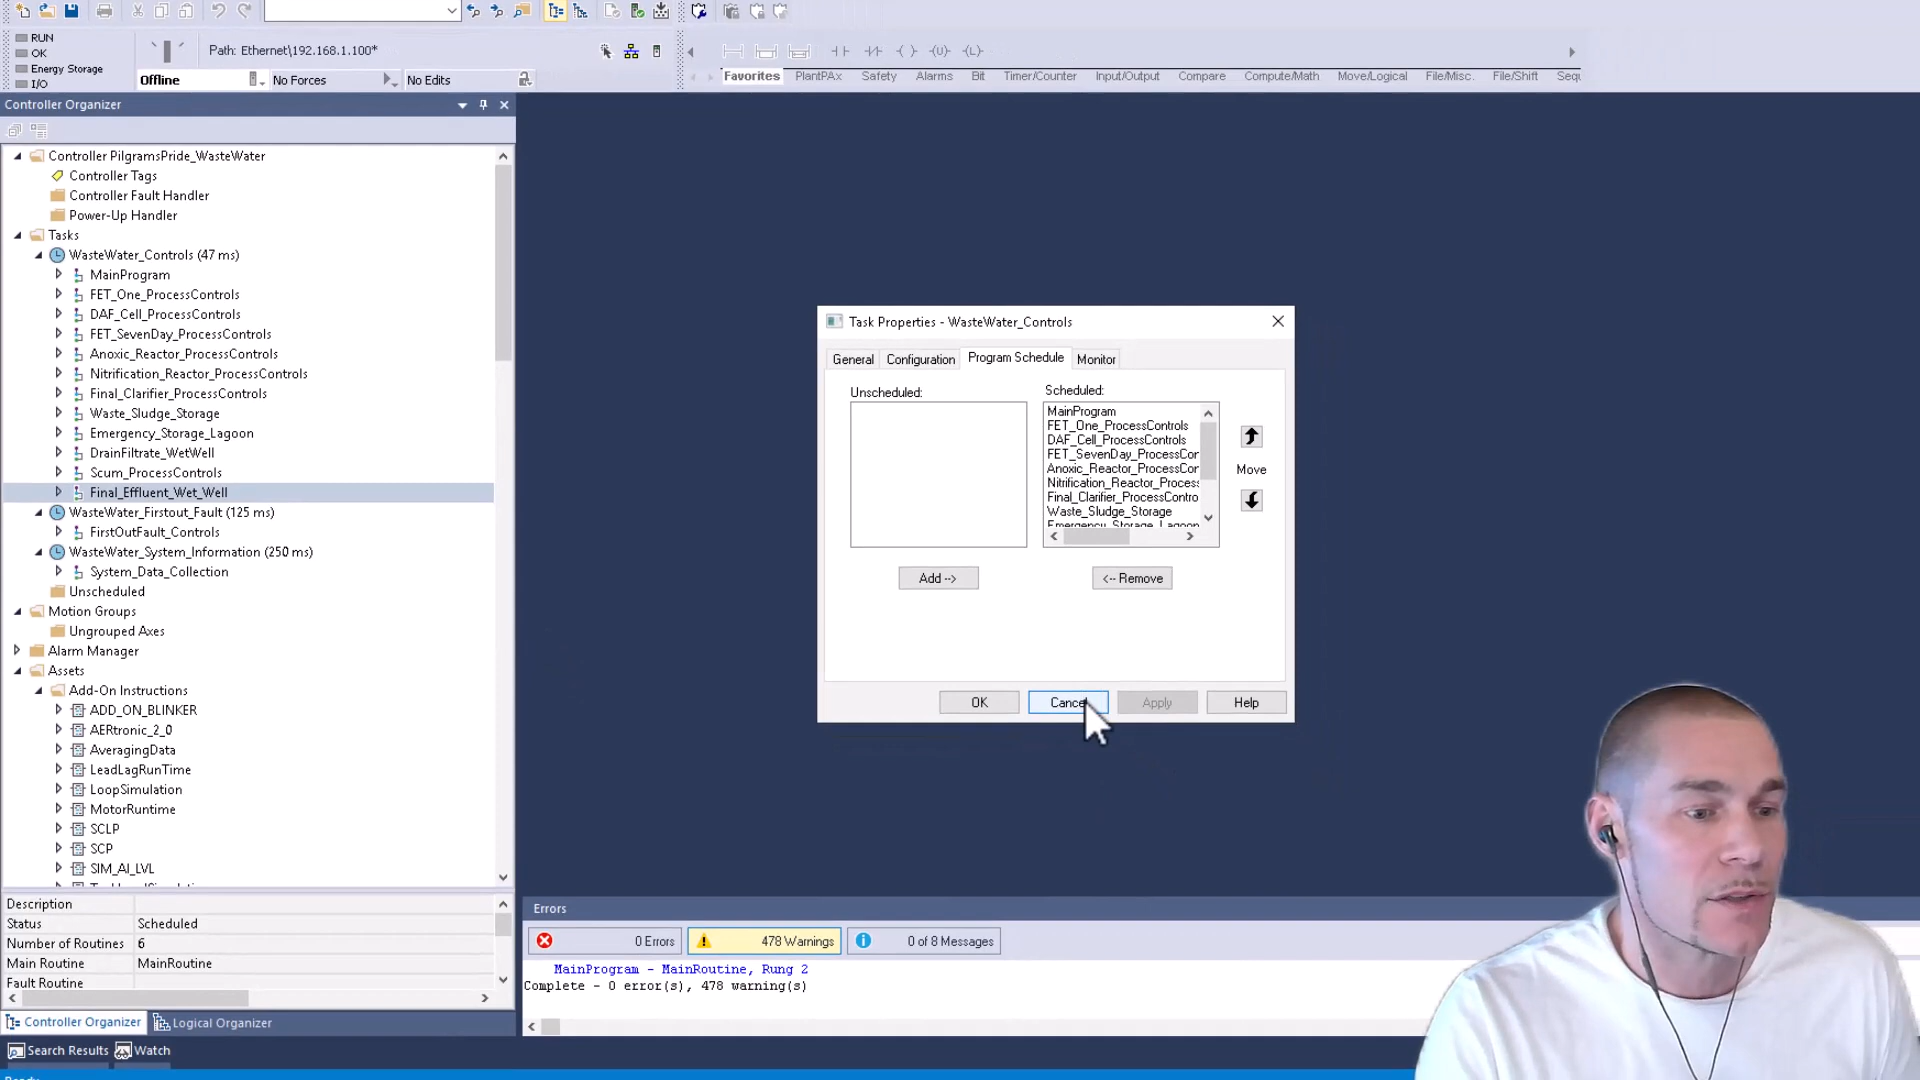 RUN
OK
Energy Storage
I/O
Path: Ethernet\192.168.1.100*
Offline
No Forces
No Edits
Favorites PlantPAx Safety Alarms Bit Timer/Counter Input/Output Compare Compute/Math Move/Logical File/Misc. File/Shift Sequ
Controller Organizer
Controller PilgramsPride_WasteWater
Controller Tags
Controller Fault Handler
Power-Up Handler
Tasks
WasteWater_Controls (47 ms)
MainProgram
FET_One_ProcessControls
DAF_Cell_ProcessControls
FET_SevenDay_ProcessControls
Anoxic_Reactor_ProcessControls
Nitrification_Reactor_ProcessControls
Final_Clarifier_ProcessControls
Waste_Sludge_Storage
Emergency_Storage_Lagoon
DrainFiltrate_WetWell
Scum_ProcessControls
Final_Effluent_Wet_Well
WasteWater_Firstout_Fault (125 ms)
FirstOutFault_Controls
WasteWater_System_Information (250 ms)
System_Data_Collection
Unscheduled
Motion Groups
Ungrouped Axes
Alarm Manager
Assets
Add-On Instructions
ADD_ON_BLINKER
AERtronic_2_0
AveragingData
LeadLagRunTime
LoopSimulation
MotorRuntime
SCLP
SCP
SIM_AI_LVL
Description
Status Scheduled
Number of Routines 6
Main Routine MainRoutine
Fault Routine
Controller Organizer Logical Organizer
Search Results Watch
Task Properties - WasteWater_Controls
General Configuration Program Schedule Monitor
Unscheduled:
Scheduled:
MainProgram
FET_One_ProcessControls
DAF_Cell_ProcessControls
FET_SevenDay_ProcessCor
Anoxic_Reactor_ProcessCor
Nitrification_Reactor_Process
Final_Clarifier_ProcessContro
Waste_Sludge_Storage
Emergency_Storage_Lagoon
Move
Add -->
<-- Remove
OK Cancel Apply Help
Errors
0 Errors 478 Warnings 0 of 8 Messages
MainProgram - MainRoutine, Rung 2
Complete - 0 error(s), 478 warning(s)